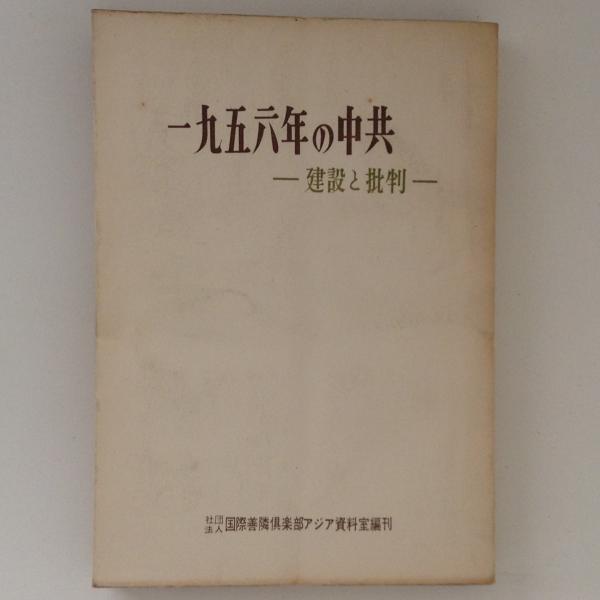 一九五六年の中共
―建設と批判―
社団法人 国際善隣倶楽部アジア資料室編刊